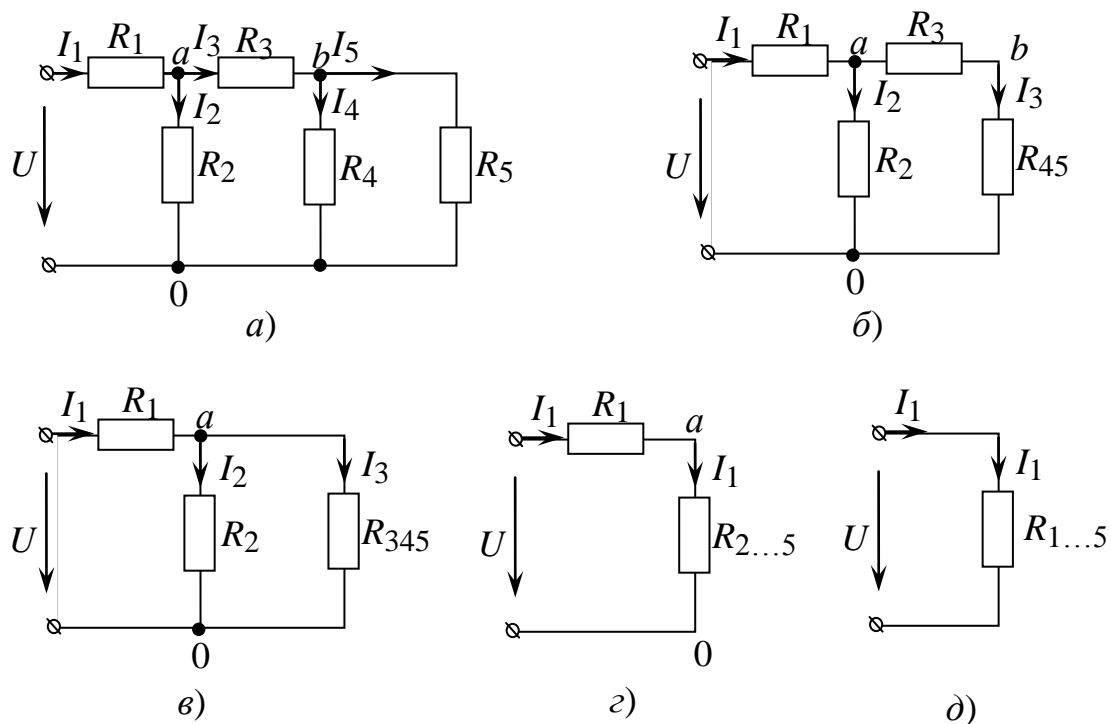 I1 R1 a I3 R3 b I5
I2 I4
U R2 R4 R5
0
а)
I1 R1 a R3 b
I2 I3
U R2 R45
0
б)
I1 R1 a
I2 I3
U R2 R345
0
в)
I1 R1 a
I1
U R2…5
0
г)
I1
I1
U R1…5
д)